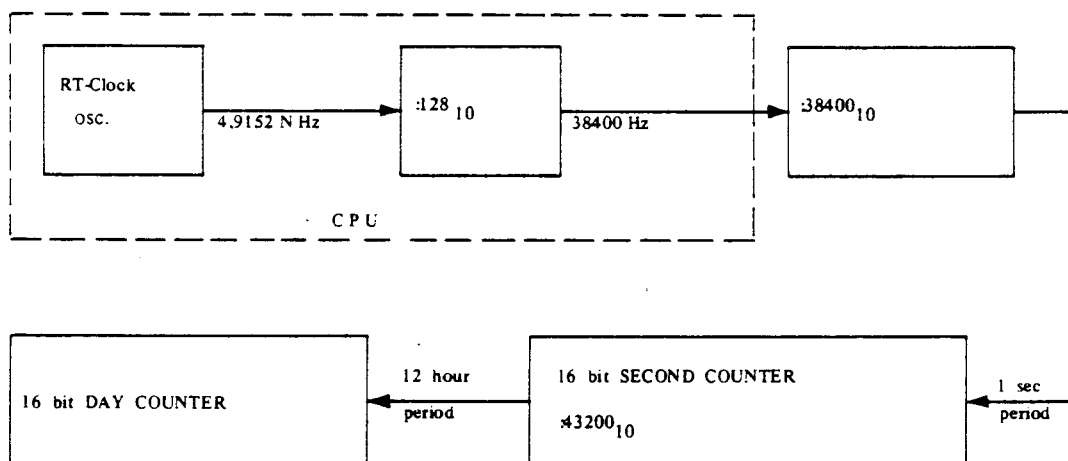 RT-Clock
osc.
4.9152 N Hz
:128 10
38400 Hz
:38400 10
CPU
16 bit DAY COUNTER
12 hour
period
16 bit SECOND COUNTER
:43200 10
1 sec
period